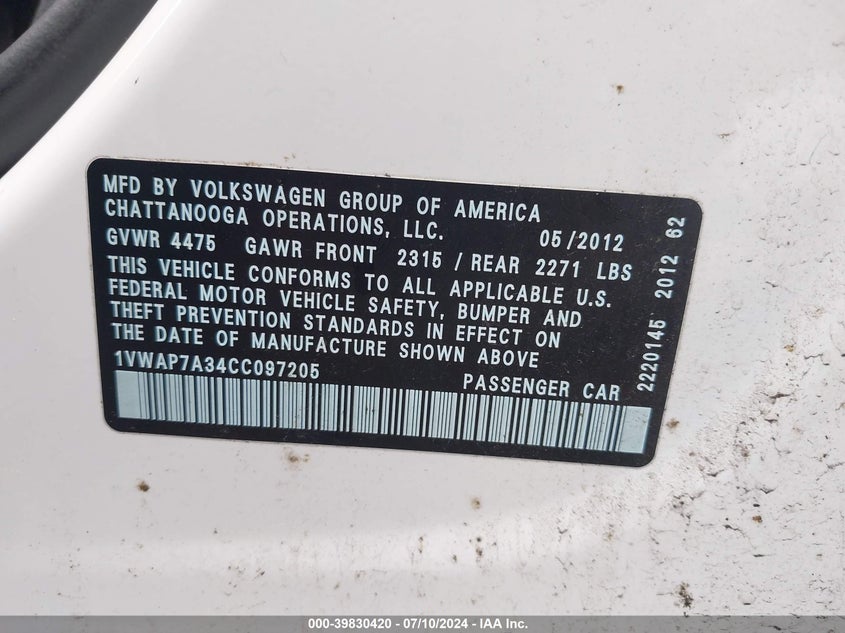 MFD BY VOLKSWAGEN GROUP OF AMERICA
CHATTANOOGA OPERATIONS, LLC. 05/2012
GVWR 4475 GAWR FRONT 2315 / REAR 2271 LBS
THIS VEHICLE CONFORMS TO ALL APPLICABLE U.S.
FEDERAL MOTOR VEHICLE SAFETY, BUMPER AND
THEFT PREVENTION STANDARDS IN EFFECT ON
THE DATE OF MANUFACTURE SHOWN ABOVE
1VWAP7A34CC097205 PASSENGER CAR
2220145 2012 62
000-39830420 - 07/10/2024 - IAA Inc.